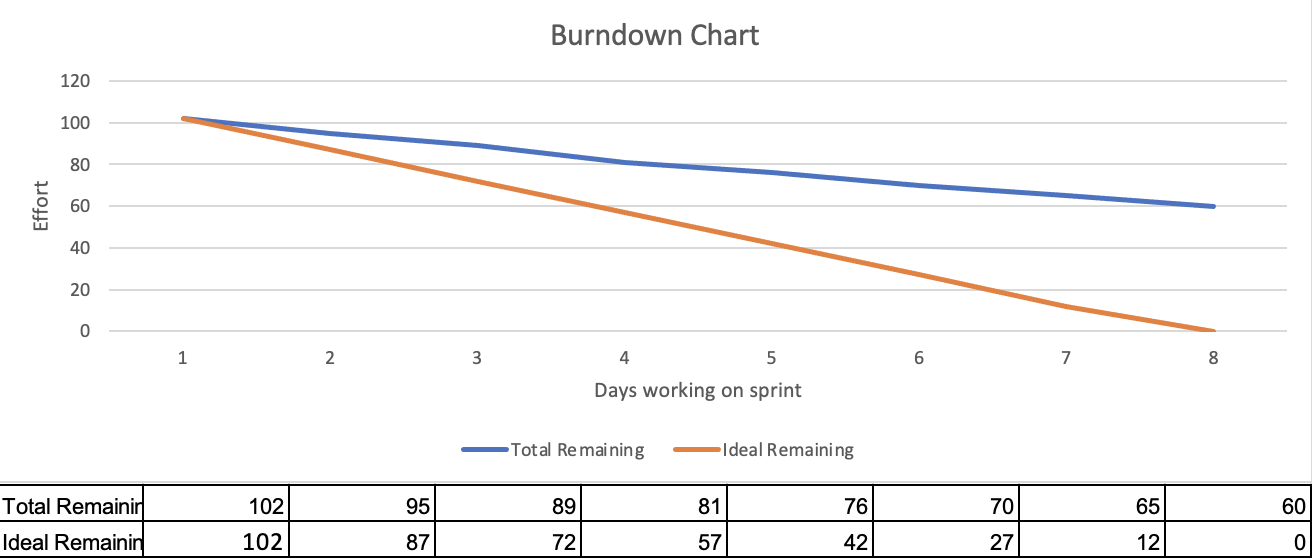 Burndown Chart
120
100
80
60
40
20
0
Effort
1 2 3 4 5 6 7 8
Days working on sprint
Total Remaining Ideal Remaining
Total Remainin 102 95 89 81 76 70 65 60
Ideal Remainin 102 87 72 57 42 27 12 0